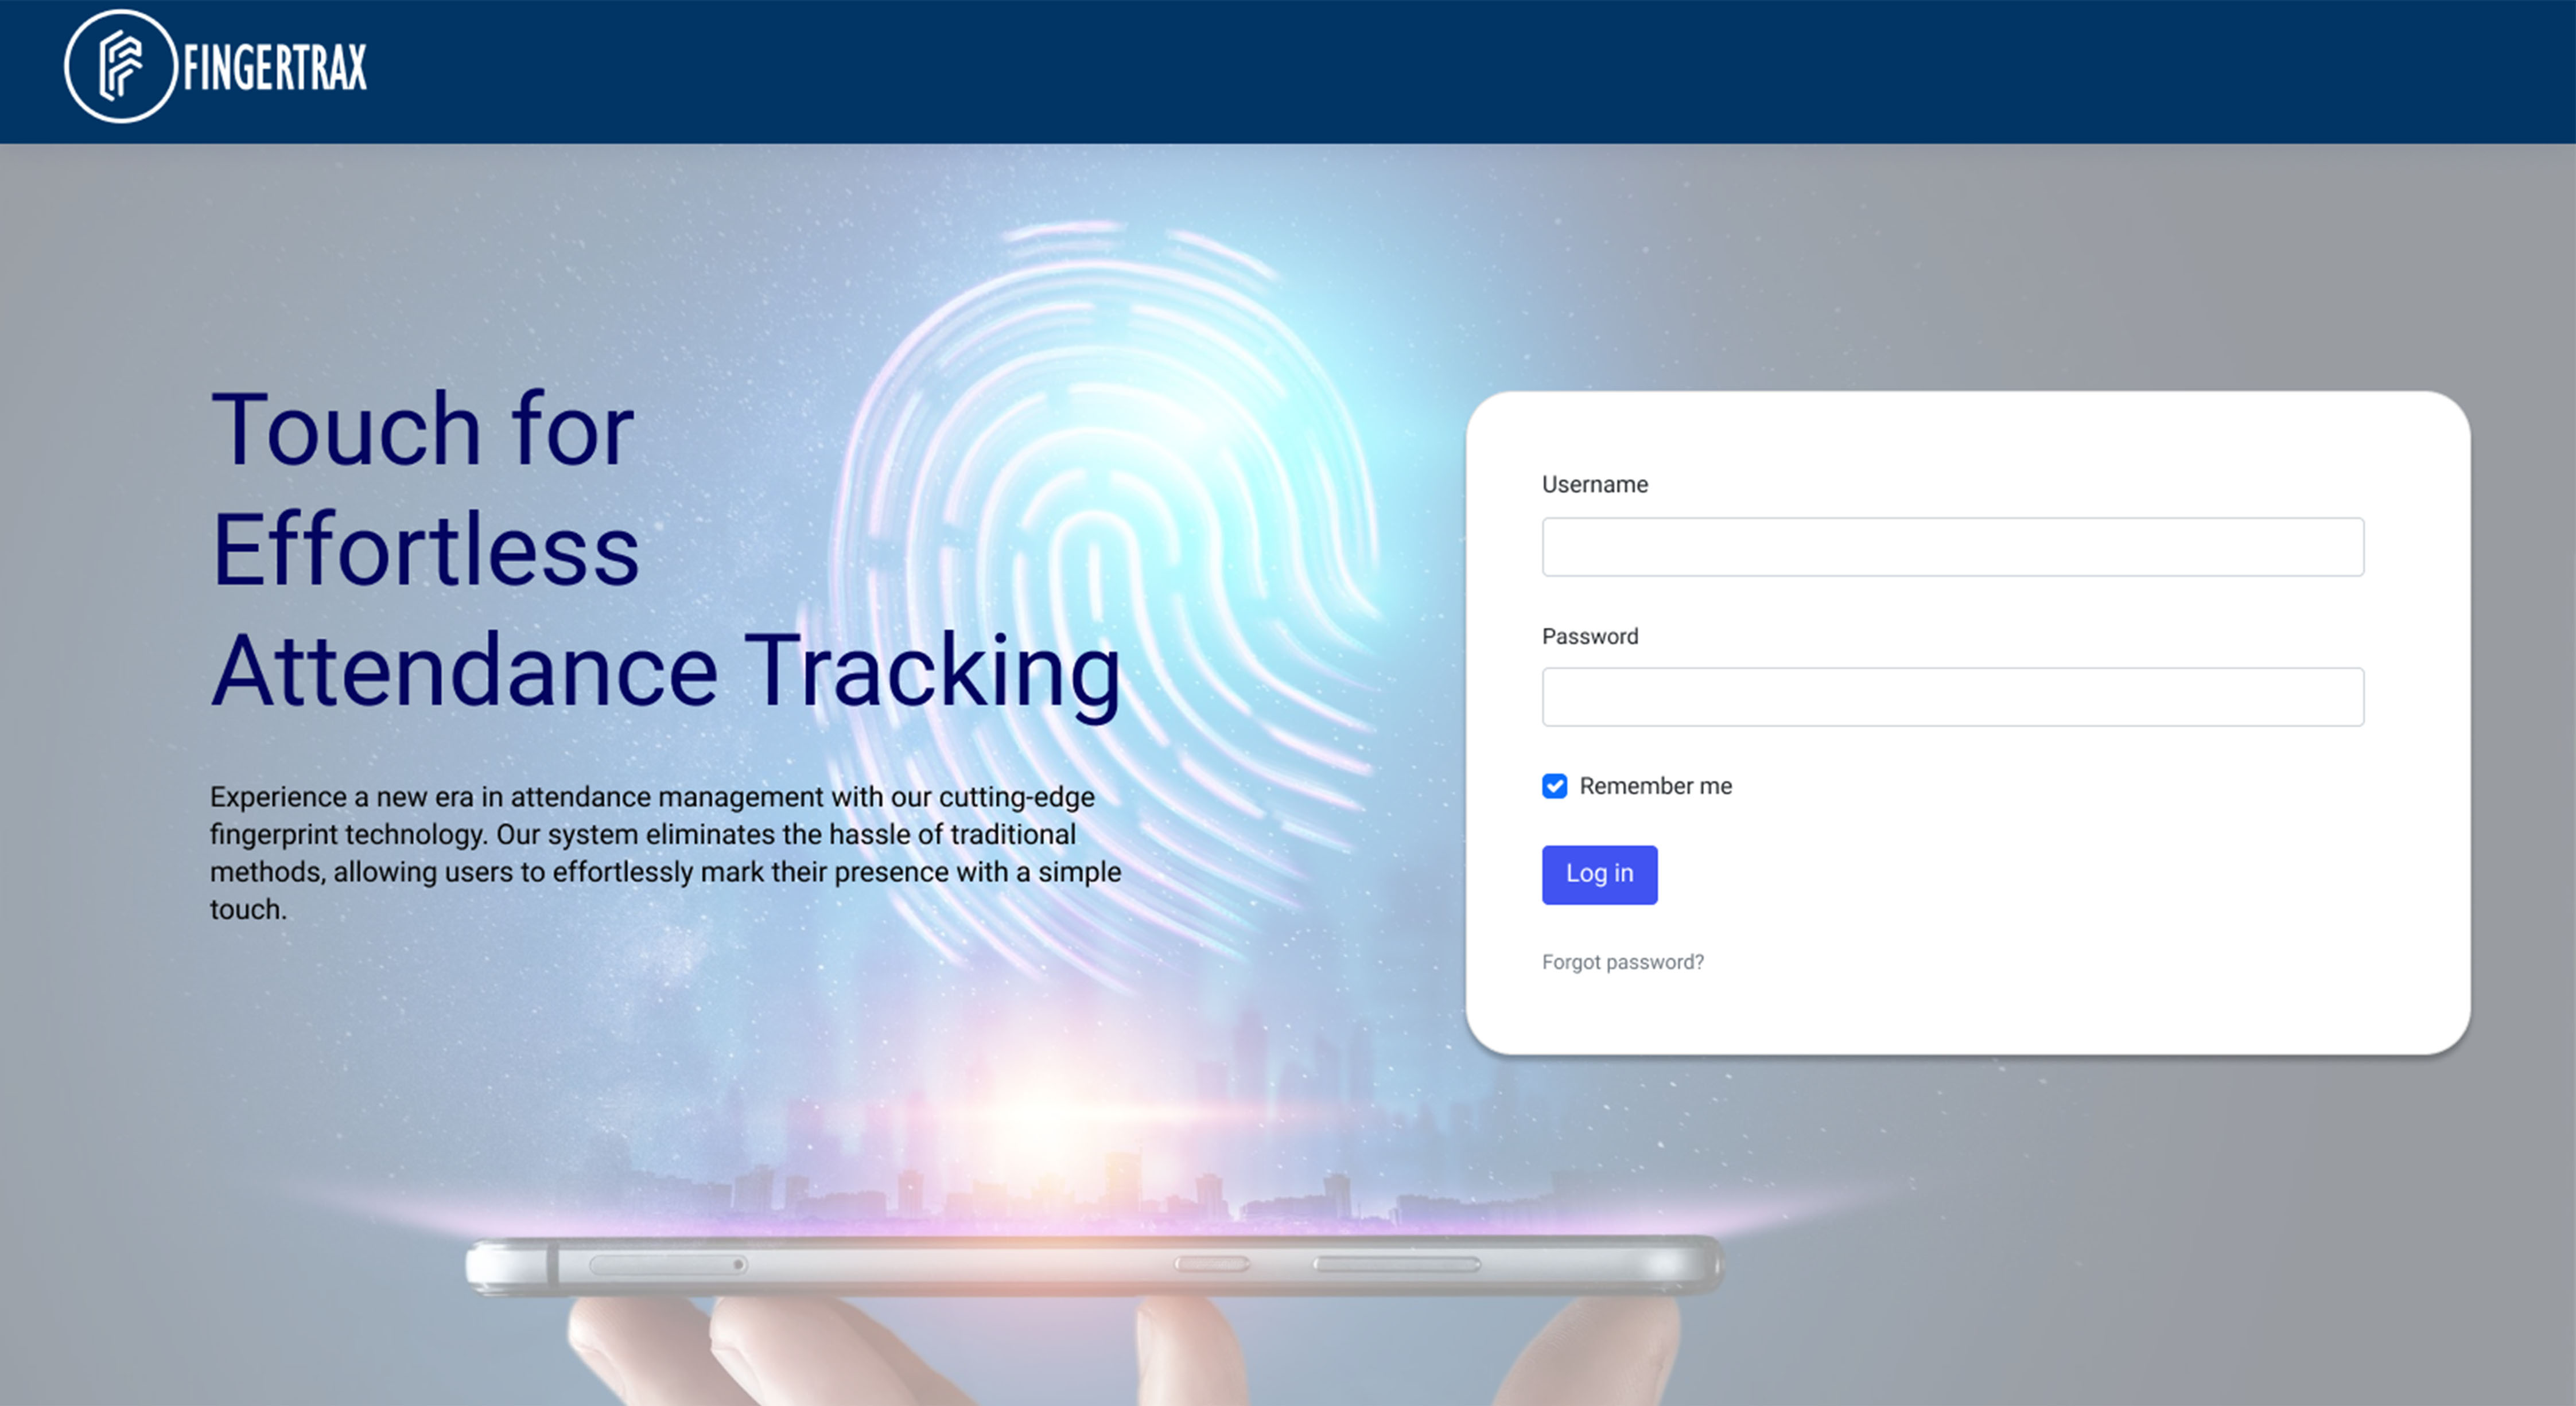 FINGERTRAX
Touch for
Effortless
Attendance Tracking
Experience a new era in attendance management with our cutting-edge
fingerprint technology. Our system eliminates the hassle of traditional
methods, allowing users to effortlessly mark their presence with a simple
touch.
Username
Password
Remember me
Log in
Forgot password?